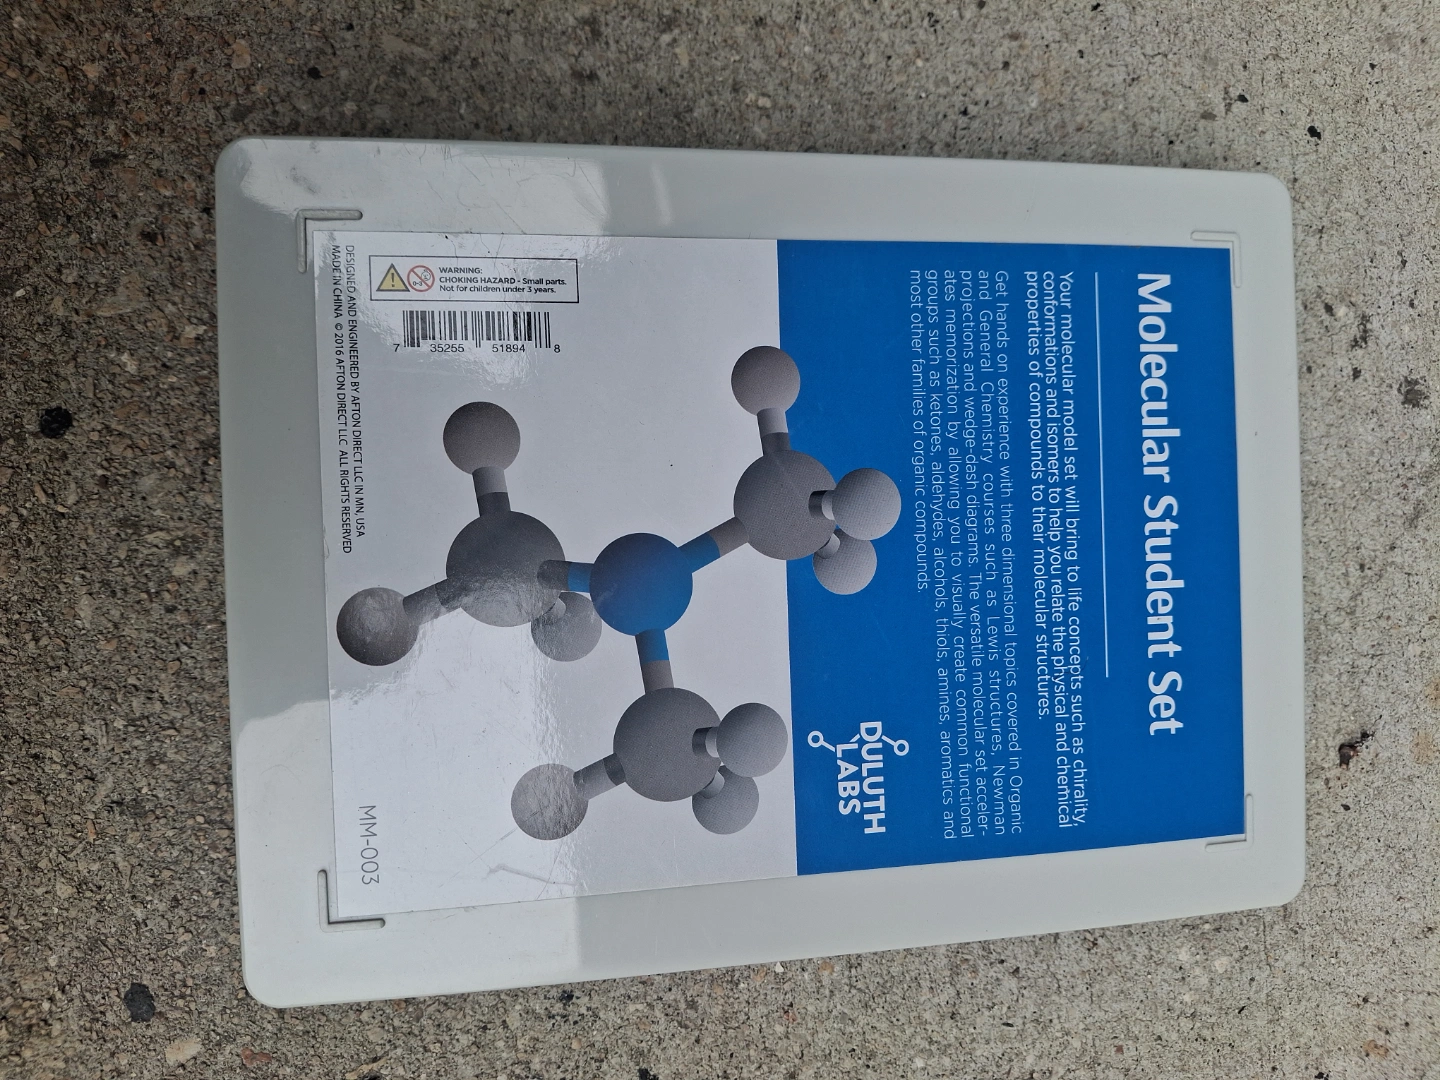 Molecular Student Set
Your molecular model set will bring to life concepts such as chirality,
conformations and isomers to help you relate the physical and chemical
properties of compounds to their molecular structures.
Get hands on experience with three dimensional topics covered in Organic
and General Chemistry courses such as Lewis structures, Newman
projections and wedge-dash diagrams. The versatile molecular set acceler-
ates memorization by allowing you to visually create common functional
groups such as ketones, aldehydes, alcohols, thiols, amines, aromatics and
most other families of organic compounds.
DULUTH
LABS
WARNING:
CHOKING HAZARD - Small parts.
Not for children under 3 years.
0-3
7 35255 51894 8
DESIGNED AND ENGINEERED BY AFTON DIRECT LLC IN MN, USA
MADE IN CHINA © 2016 AFTON DIRECT LLC ALL RIGHTS RESERVED
MM-003